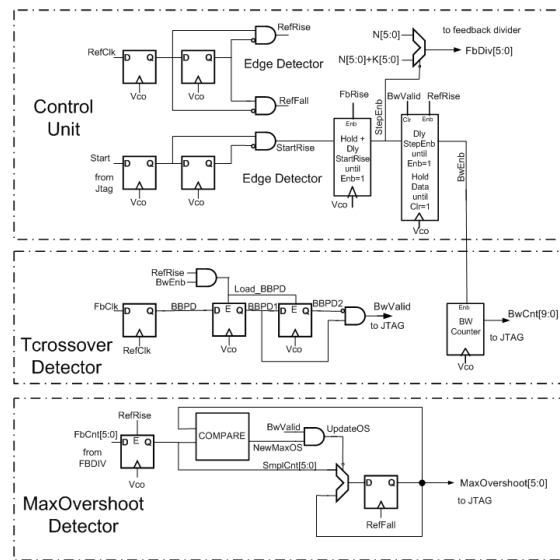 Control
Unit
RefClk
D Q
D Q
Vco
Vco
RefRise
Edge Detector
RefFall
Start
from
Jtag
D Q
D Q
Vco
Vco
StartRise
Edge Detector
FbRise
Enb
Hold +
Dly
StartRise
until
Enb=1
Vco
StepEnb
N[5:0]
N[5:0]+K[5:0]
to feedback divider
FbDiv[5:0]
BwValid
RefRise
Clr
Enb
Dly
StepEnb
until
Enb=1
Hold
Data
until
Clr=1
Vco
BwEnb
Tcrossover
Detector
RefRise
BwEnb
Load_BBPD
FbClk
D Q
RefClk
BBPD
D E Q
Vco
BBPD1
D E Q
Vco
BBPD2
BwValid
to JTAG
Enb
BW
Counter
Vco
BwCnt[9:0]
to JTAG
MaxOvershoot
Detector
RefRise
FbCnt[5:0]
from
FBDIV
D E Q
Vco
COMPARE
BwValid
NewMaxOS
UpdateOS
SmplCnt[5:0]
D Q
RefFall
MaxOvershoot[5:0]
to JTAG